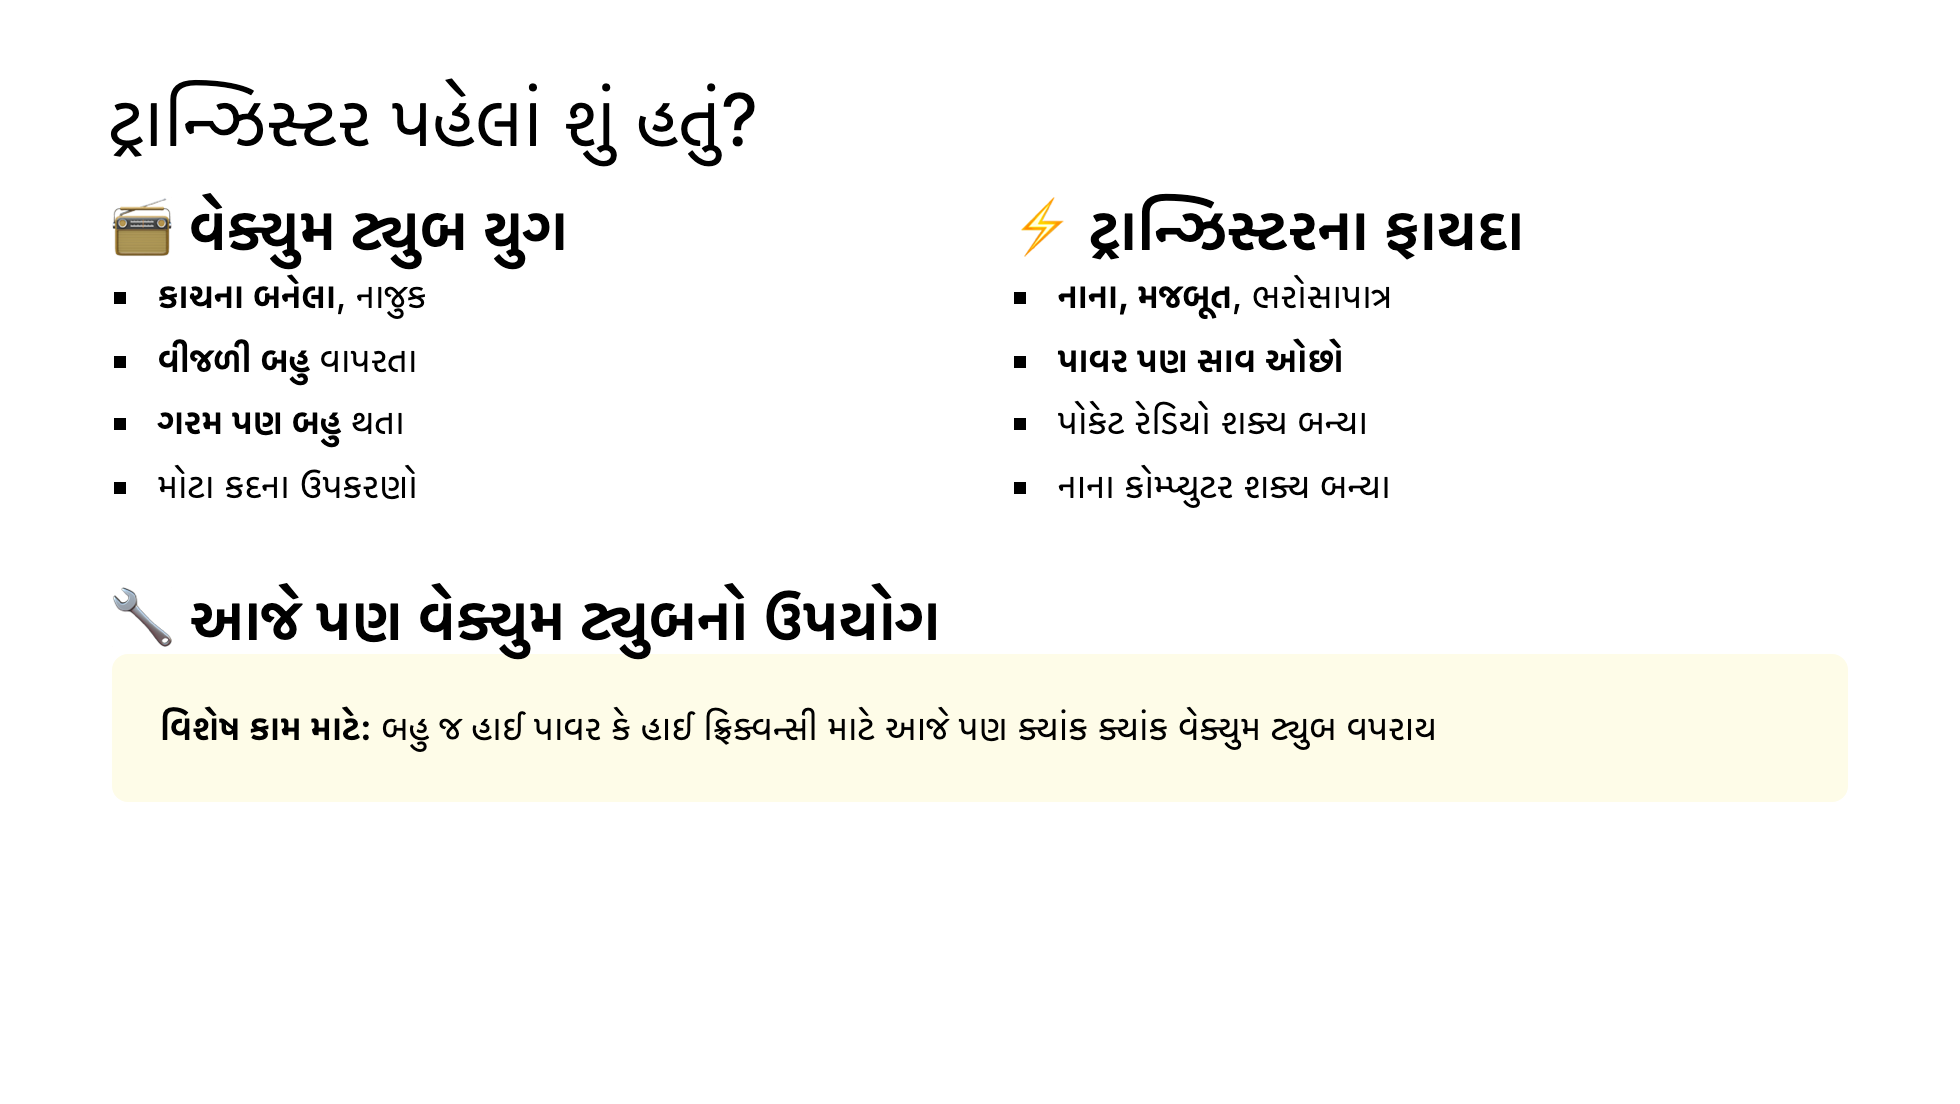 ટ્રાન્ઝિસ્ટર પહેલાં શું હતું?
📻 વેક્યુમ ટ્યુબ યુગ
▪ કાચના બનેલા, નાજુક
▪ વીજળી બહુ વાપરતા
▪ ગરમ પણ બહુ થતા
▪ મોટા કદના ઉપકરણો
⚡ ટ્રાન્ઝિસ્ટરના ફાયદા
▪ નાના, મજબૂત, ભરોસાપાત્ર
▪ પાવર પણ સાવ ઓછો
▪ પોકેટ રેડિયો શક્ય બન્યા
▪ નાના કોમ્પ્યુટર શક્ય બન્યા
🔧 આજે પણ વેક્યુમ ટ્યુબનો ઉપયોગ
વિશેષ કામ માટે: બહુ જ હાઈ પાવર કે હાઈ ફ્રિક્વન્સી માટે આજે પણ ક્યાંક ક્યાંક વેક્યુમ ટ્યુબ વપરાય